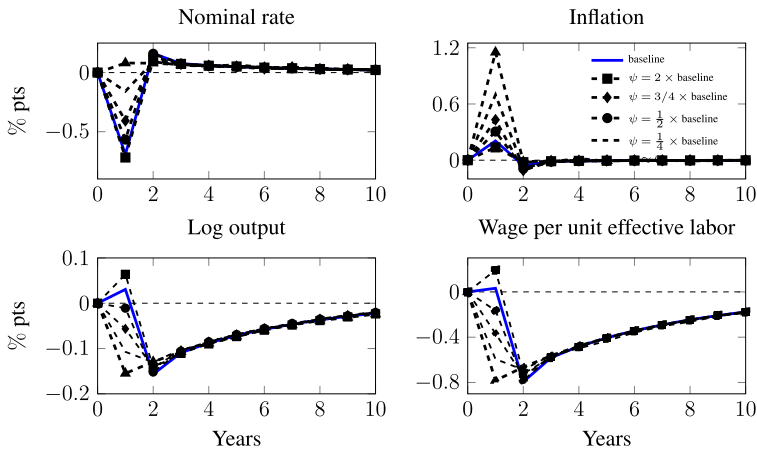 Nominal rate
% pts
0
−0.5
0 2 4 6 8 10
Inflation
1.2
0.6
0
baseline
ψ = 2 × baseline
ψ = 3/4 × baseline
ψ = 1/2 × baseline
ψ = 1/4 × baseline
0 2 4 6 8 10
Log output
% pts
0.1
0
−0.1
−0.2
0 2 4 6 8 10
Years
Wage per unit effective labor
0
−0.4
−0.8
0 2 4 6 8 10
Years